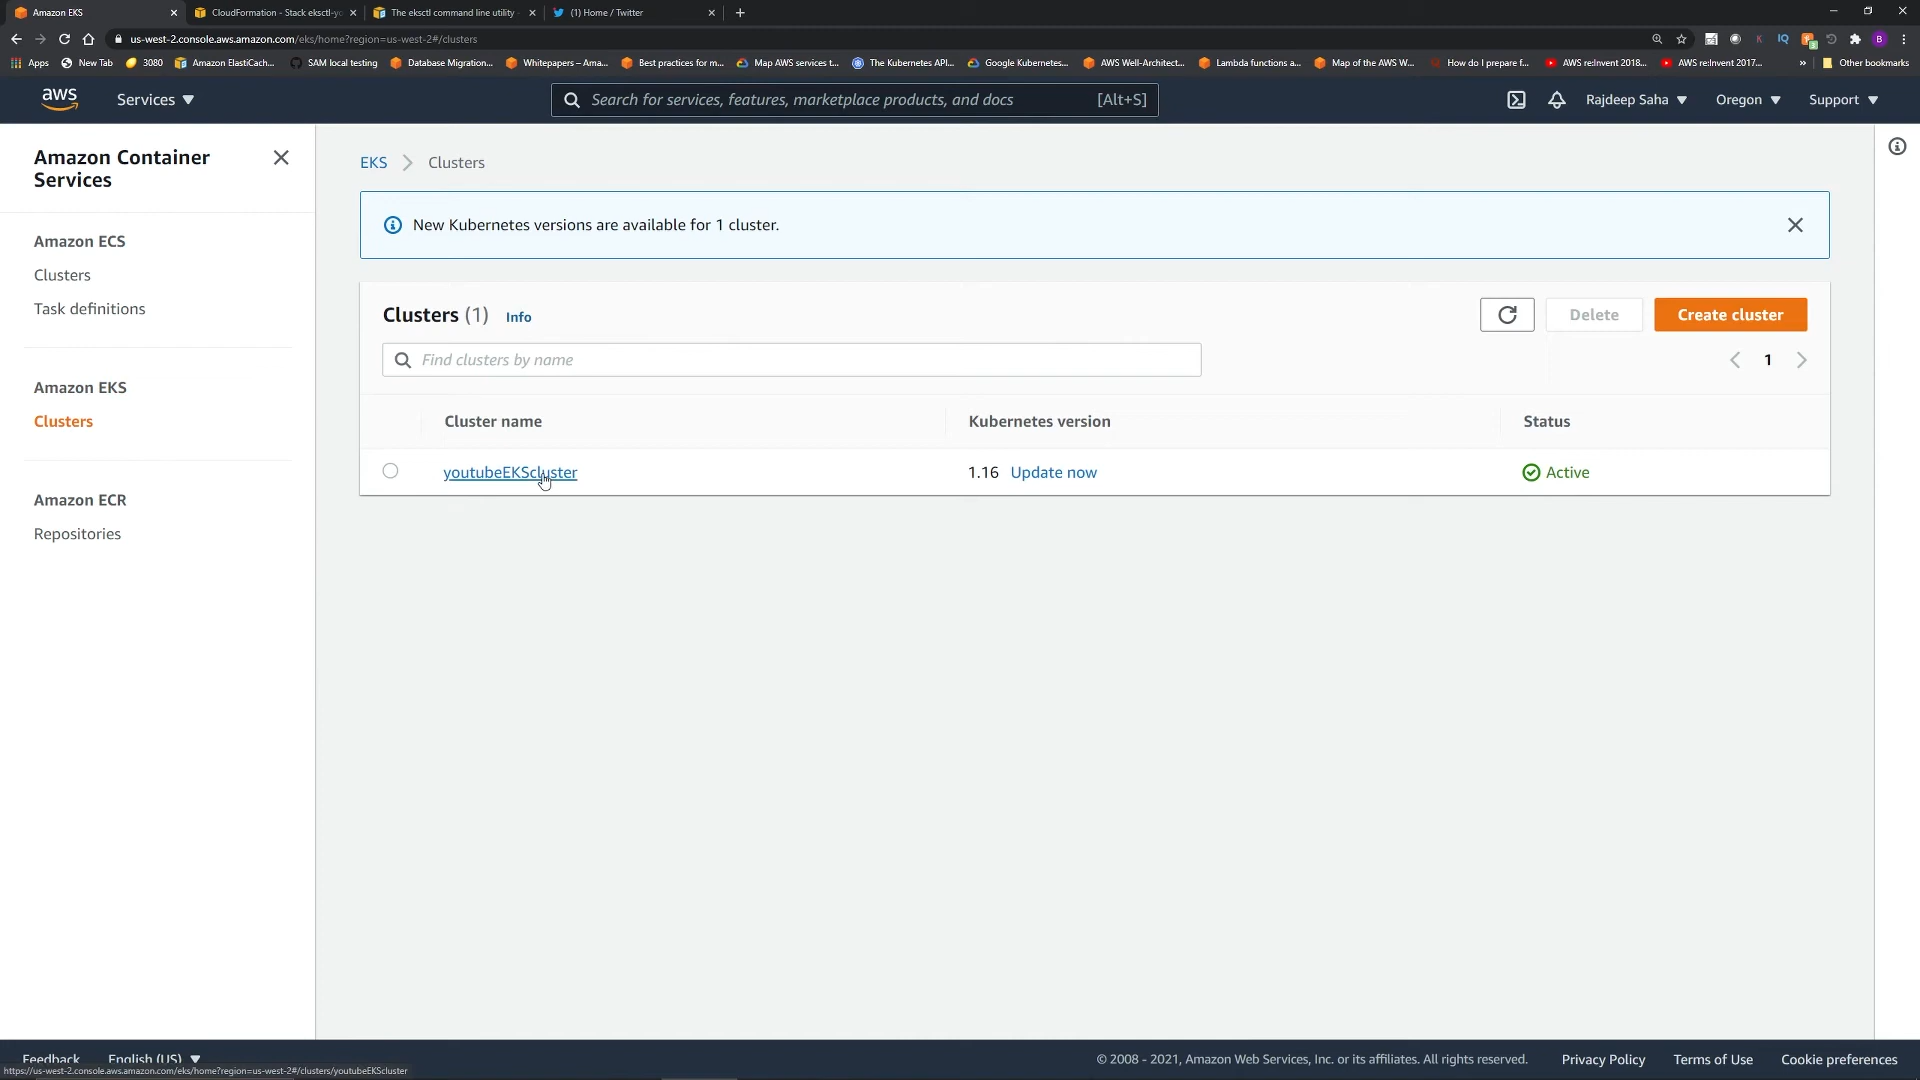 Amazon EKS
CloudFormation - Stack eksctl-yo
The eksctl command line utility
(1) Home / Twitter
us-west-2.console.aws.amazon.com/eks/home?region=us-west-2#/clusters
Apps
New Tab
3080
Amazon ElastiCach...
SAM local testing
Database Migration...
Whitepapers – Ama...
Best practices for m...
Map AWS services t...
The Kubernetes API...
Google Kubernetes...
AWS Well-Architect...
Lambda functions a...
Map of the AWS W...
How do I prepare f...
AWS re:Invent 2018...
AWS re:Invent 2017...
»
Other bookmarks
aws
Services
Search for services, features, marketplace products, and docs
[Alt+S]
Rajdeep Saha
Oregon
Support
Amazon Container
Services
Amazon ECS
Clusters
Task definitions
Amazon EKS
Clusters
Amazon ECR
Repositories
EKS
Clusters
New Kubernetes versions are available for 1 cluster.
Clusters (1) Info
Delete
Create cluster
Find clusters by name
1
Cluster name
Kubernetes version
Status
youtubeEKScluster
1.16 Update now
Active
Feedback
English (US)
© 2008 - 2021, Amazon Web Services, Inc. or its affiliates. All rights reserved.
Privacy Policy
Terms of Use
Cookie preferences
https://us-west-2.console.aws.amazon.com/eks/home?region=us-west-2#/clusters/youtubeEKScluster